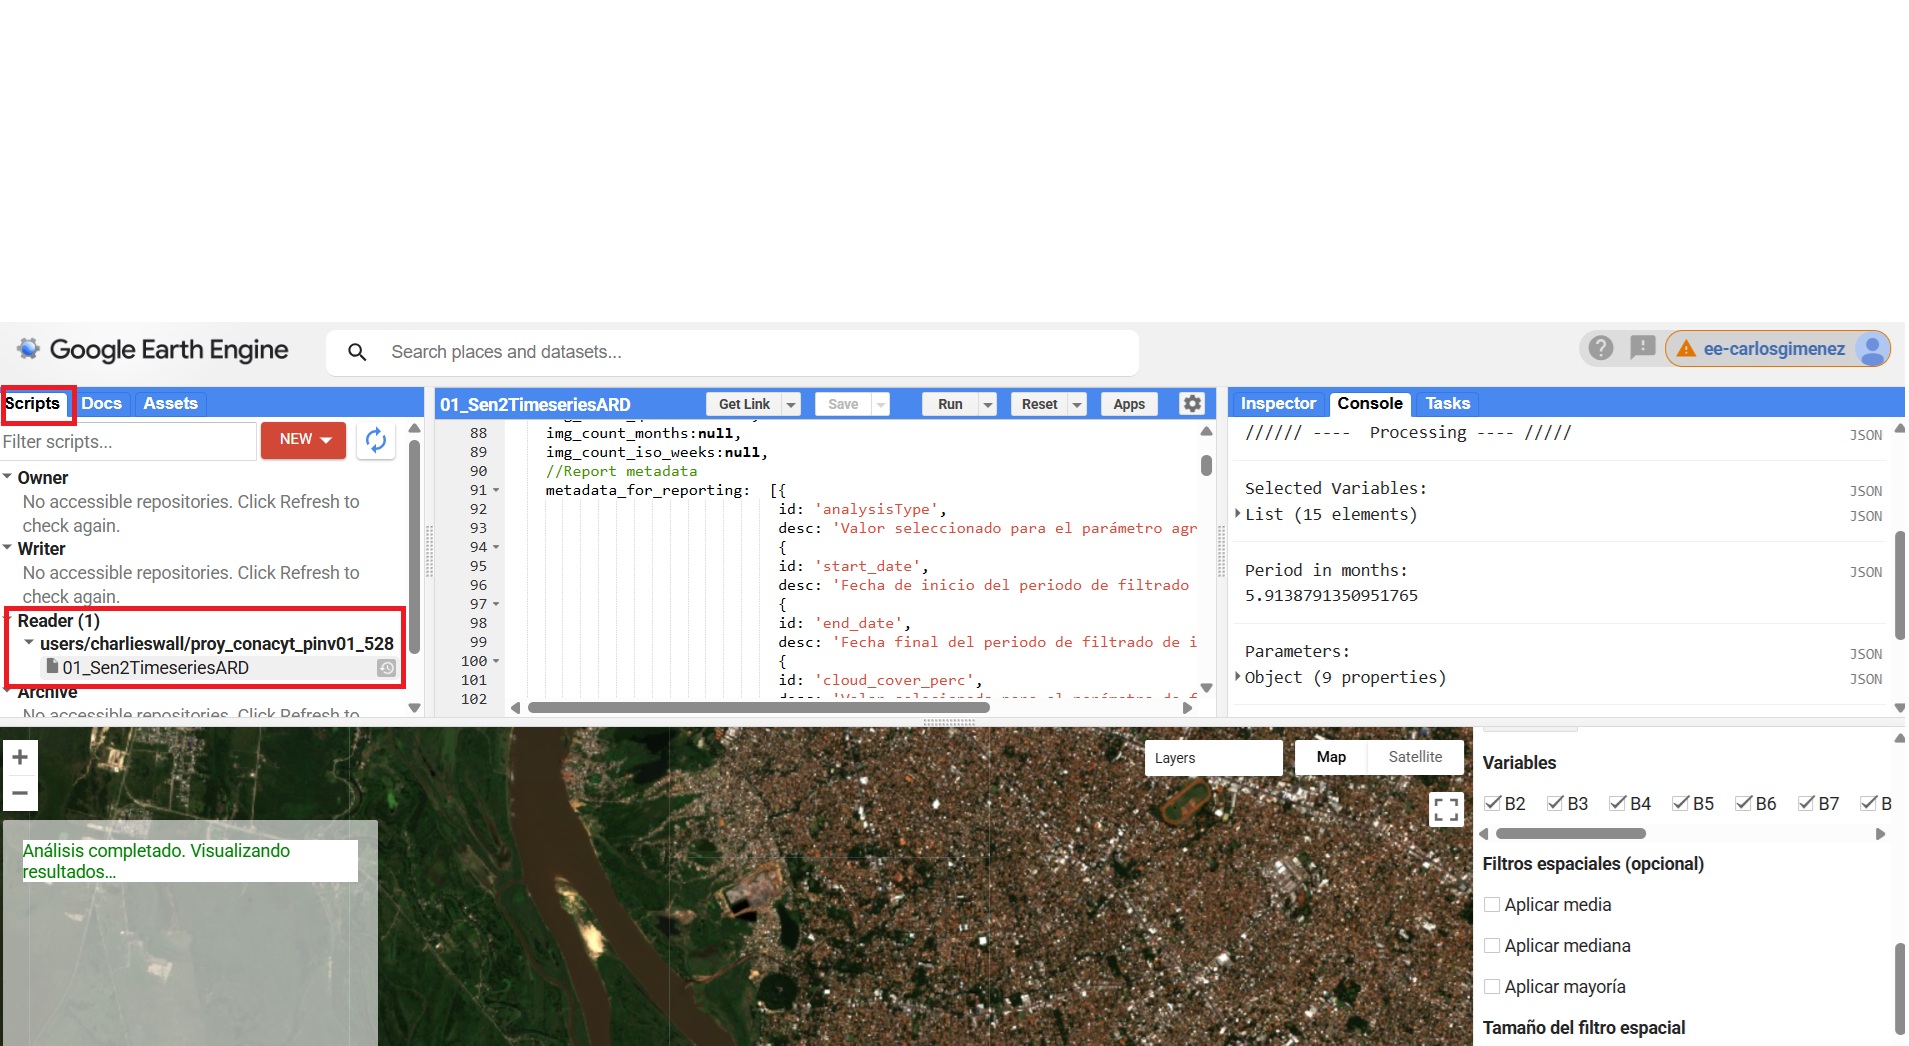 Google Earth Engine
Search places and datasets...
ee-carlosgimenez
Scripts Docs Assets
Filter scripts...
NEW
Owner
No accessible repositories. Click Refresh to
check again.
Writer
No accessible repositories. Click Refresh to
check again.
Reader (1)
users/charlieswall/proy_conacyt_pinv01_528
01_Sen2TimeseriesARD
Archive
No accessible repositories. Click Refresh to
01_Sen2TimeseriesARD
Get Link Save Run Reset Apps
88 img_count_months:null,
89 img_count_iso_weeks:null,
90 //Report metadata
91 metadata_for_reporting: [{
92 id: 'analysisType',
93 desc: 'Valor seleccionado para el parámetro agr
94 {
95 id: 'start_date',
96 desc: 'Fecha de inicio del periodo de filtrado
97 {
98 id: 'end_date',
99 desc: 'Fecha final del periodo de filtrado de i
100 {
101 id: 'cloud_cover_perc',
102
Inspector Console Tasks
////// ---- Processing ---- /////
JSON
Selected Variables:
JSON
List (15 elements)
JSON
Period in months:
JSON
5.9138791350951765
Parameters:
JSON
Object (9 properties)
JSON
Análisis completado. Visualizando
resultados...
Layers
Map Satellite
Variables
B2 B3 B4 B5 B6 B7 B
Filtros espaciales (opcional)
Aplicar media
Aplicar mediana
Aplicar mayoría
Tamaño del filtro espacial